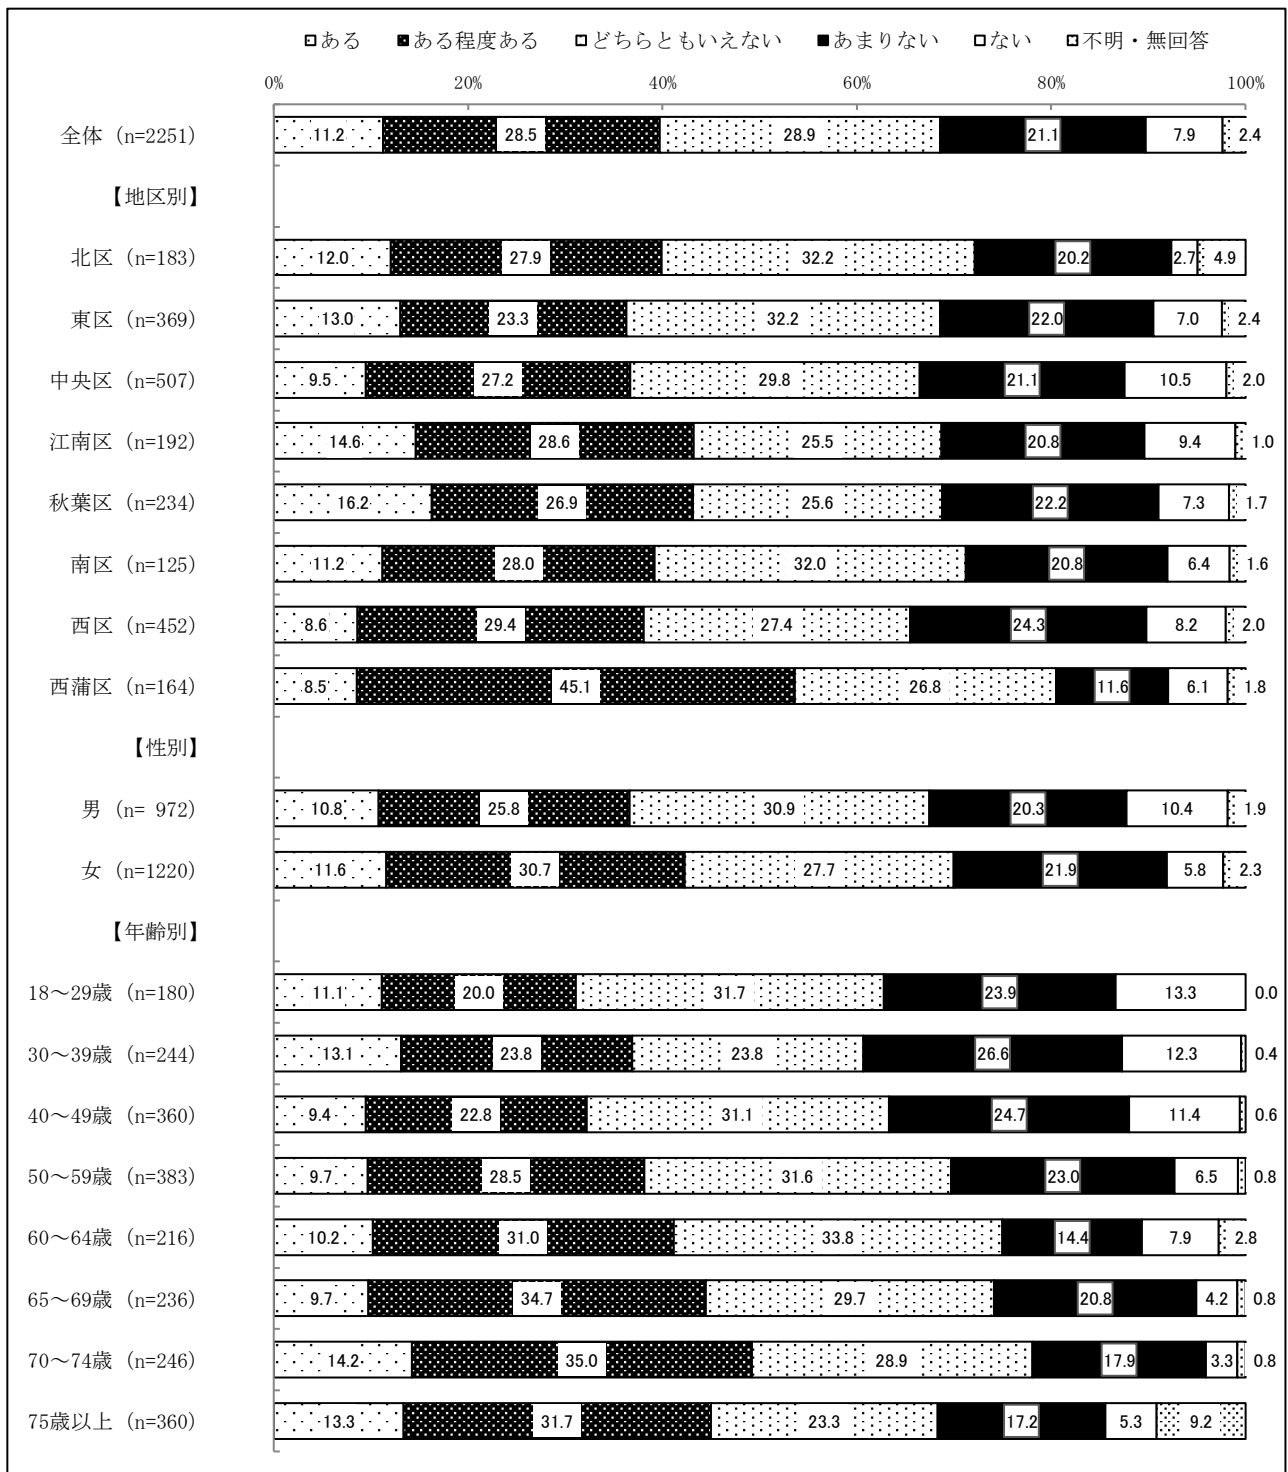 ある ある程度ある どちらともいえない あまりない ない 不明・無回答
0% 20% 40% 60% 80% 100%
全体 (n=2251) 11.2 28.5 28.9 21.1 7.9 2.4
【地区別】
北区 (n=183) 12.0 27.9 32.2 20.2 2.7 4.9
東区 (n=369) 13.0 23.3 32.2 22.0 7.0 2.4
中央区 (n=507) 9.5 27.2 29.8 21.1 10.5 2.0
江南区 (n=192) 14.6 28.6 25.5 20.8 9.4 1.0
秋葉区 (n=234) 16.2 26.9 25.6 22.2 7.3 1.7
南区 (n=125) 11.2 28.0 32.0 20.8 6.4 1.6
西区 (n=452) 8.6 29.4 27.4 24.3 8.2 2.0
西蒲区 (n=164) 8.5 45.1 26.8 11.6 6.1 1.8
【性別】
男 (n= 972) 10.8 25.8 30.9 20.3 10.4 1.9
女 (n=1220) 11.6 30.7 27.7 21.9 5.8 2.3
【年齢別】
18～29歳 (n=180) 11.1 20.0 31.7 23.9 13.3 0.0
30～39歳 (n=244) 13.1 23.8 23.8 26.6 12.3 0.4
40～49歳 (n=360) 9.4 22.8 31.1 24.7 11.4 0.6
50～59歳 (n=383) 9.7 28.5 31.6 23.0 6.5 0.8
60～64歳 (n=216) 10.2 31.0 33.8 14.4 7.9 2.8
65～69歳 (n=236) 9.7 34.7 29.7 20.8 4.2 0.8
70～74歳 (n=246) 14.2 35.0 28.9 17.9 3.3 0.8
75歳以上 (n=360) 13.3 31.7 23.3 17.2 5.3 9.2